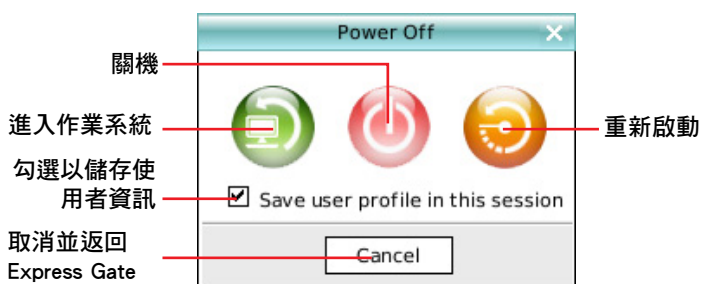 Power Off
關機
進入作業系統
重新啟動
勾選以儲存使
用者資訊
Save user profile in this session
取消並返回
Express Gate
Cancel